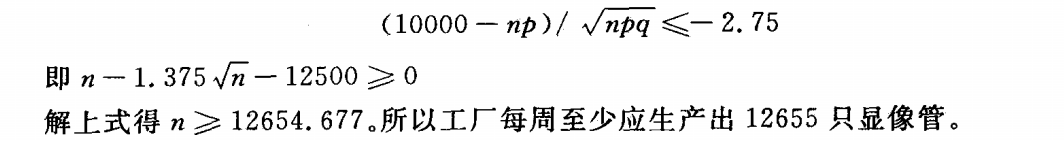 (10000－np)/ √npq ≤－2.75
即 n－1.375√n－12500≥0
解上式得 n≥12654.677。所以工厂每周至少应生产出 12655 只显像管。